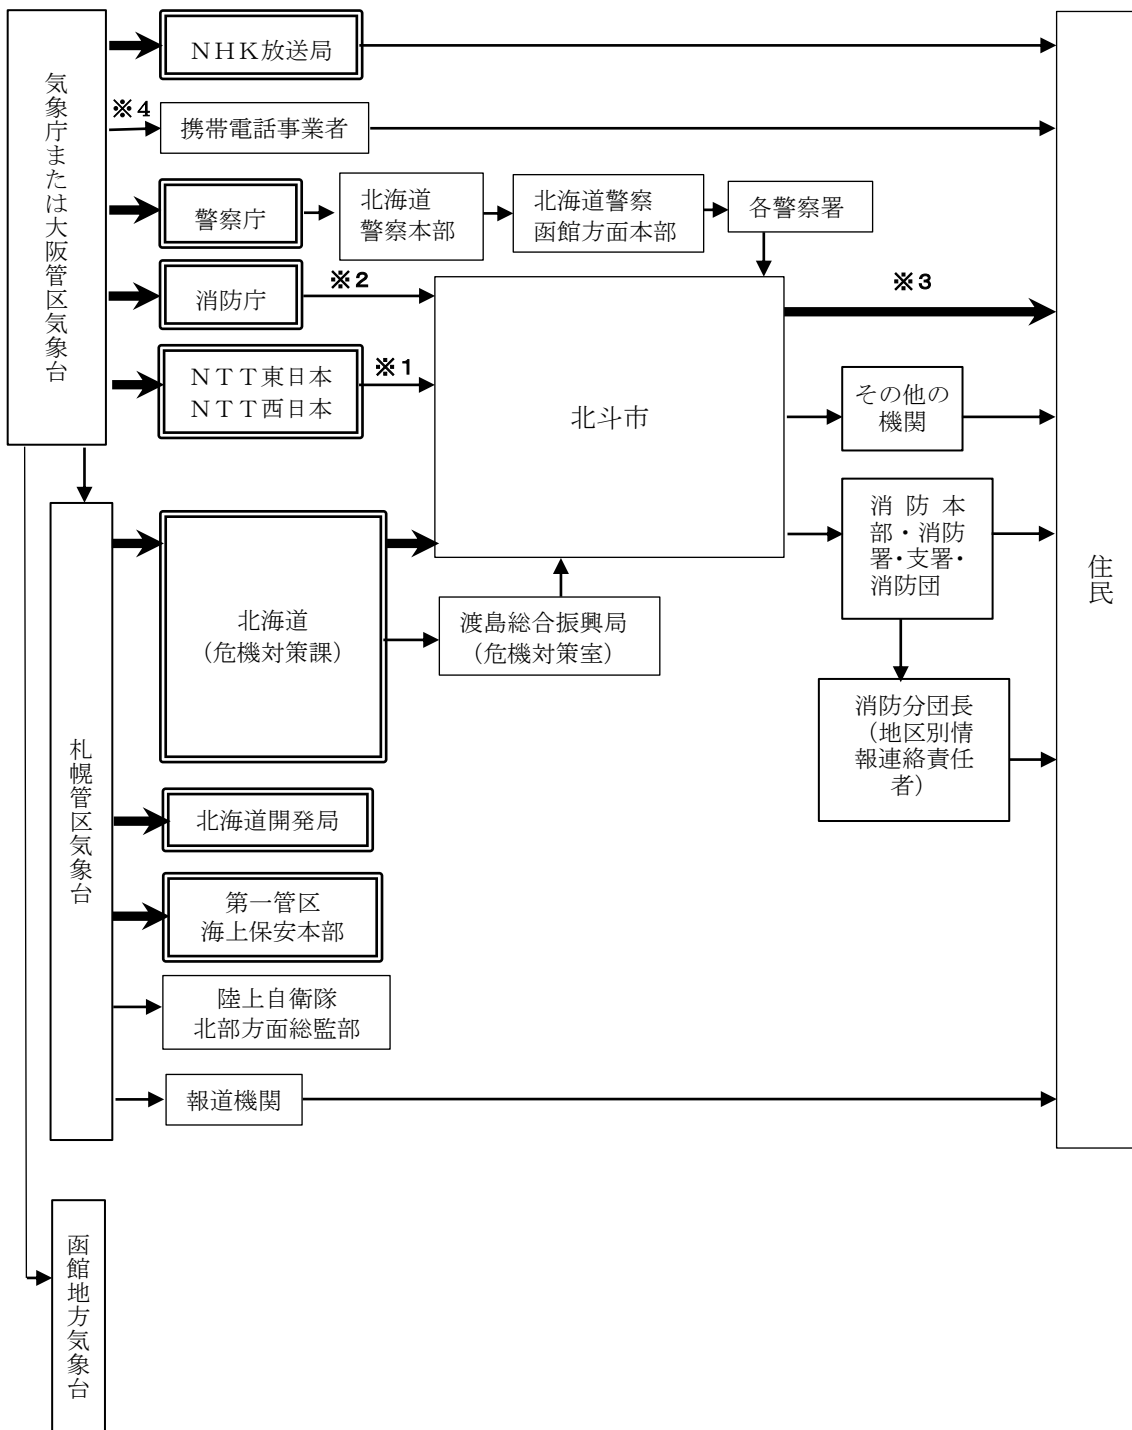 気象庁または大阪管区気象台
ＮＨＫ放送局
※４
携帯電話事業者
警察庁
北海道
警察本部
北海道警察
函館方面本部
各警察署
消防庁
※２
※３
ＮＴＴ東日本
ＮＴＴ西日本
※１
北斗市
その他の
機関
消防本
部・消防
署・支署・
消防団
住民
北海道
（危機対策課）
渡島総合振興局
（危機対策室）
消防分団長
（地区別情
報連絡責任
者）
札幌管区気象台
北海道開発局
第一管区
海上保安本部
陸上自衛隊
北部方面総監部
報道機関
函館地方気象台